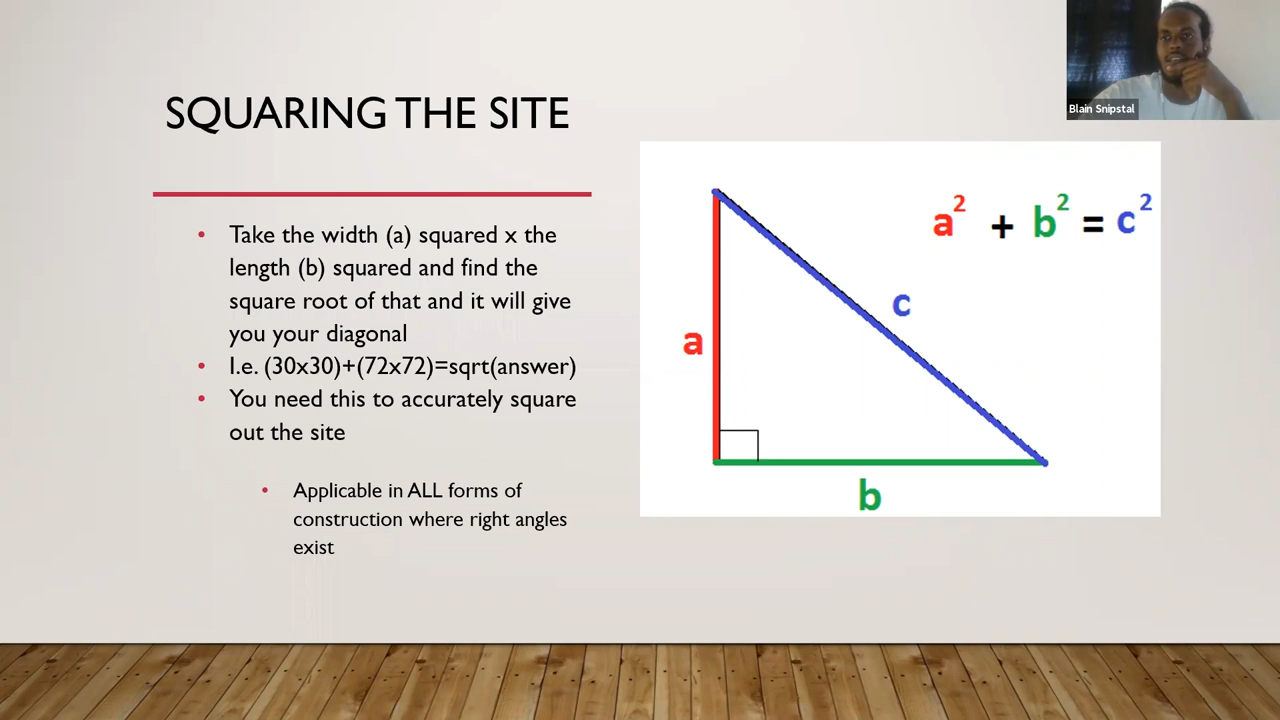 SQUARING THE SITE
Blain Snipstal
• Take the width (a) squared x the
length (b) squared and find the
square root of that and it will give
you your diagonal
• I.e. (30x30)+(72x72)=sqrt(answer)
• You need this to accurately square
out the site
• Applicable in ALL forms of
construction where right angles
exist
a² + b² = c²
c
a
b